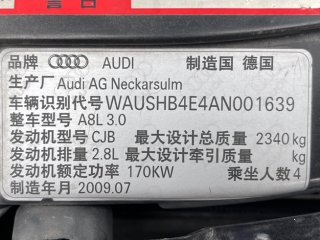 警告
品牌 AUDI 制造国 德国
生产厂 Audi AG Neckarsulm
车辆识别代号 WAUSHB4E4AN001639
整车型号 A8L 3.0
发动机型号 CJB 最大设计总质量 2340kg
发动机排量 2.8L 最大设计牵引质量 kg
发动机额定功率 170KW 乘坐人数 4
制造年月 2009.07